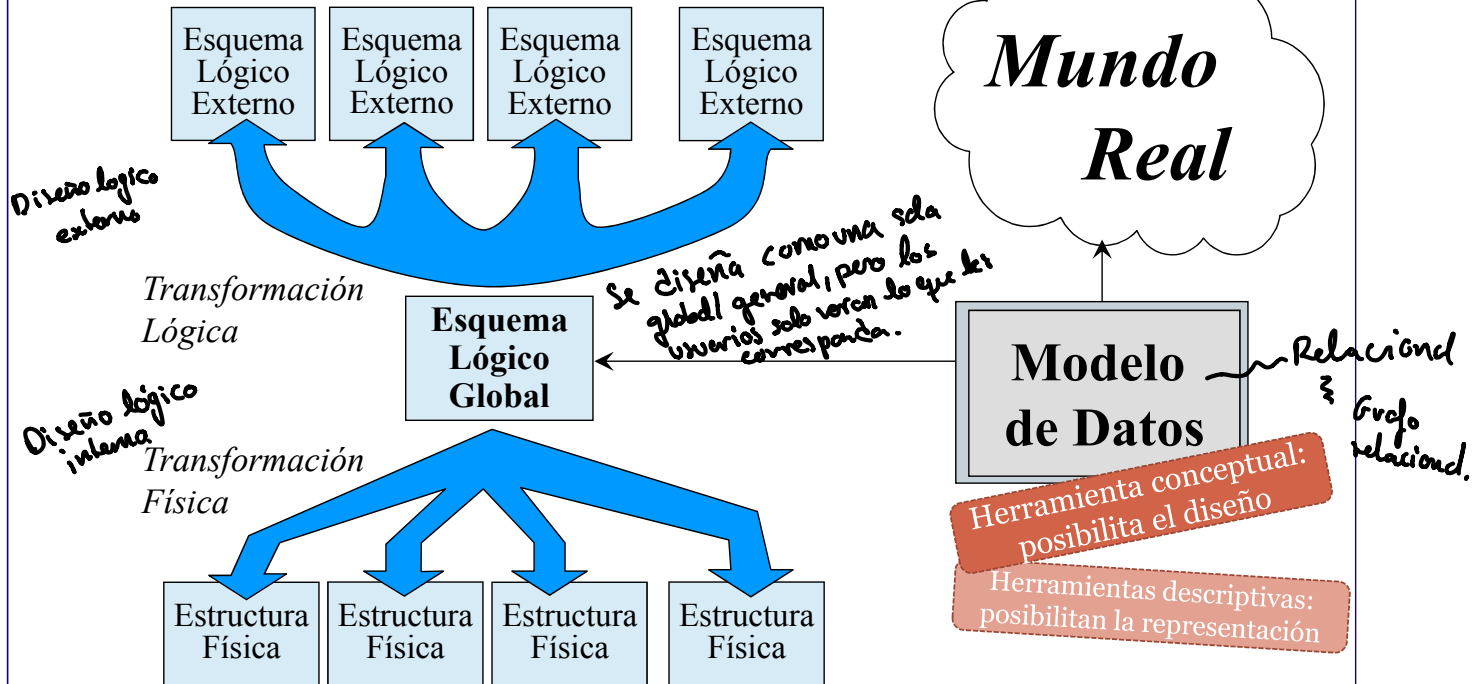 Esquema
Lógico
Externo
Esquema
Lógico
Externo
Esquema
Lógico
Externo
Esquema
Lógico
Externo
Mundo
Real
Diseño logico
externo
Transformación
Lógica
Se diseña como una sola
global general, pero los
usuarios solo veran lo que les
corresponda.
Esquema
Lógico
Global
Modelo
de Datos
Relacional
Grafo
relacional.
Diseño lógico
interna
Transformación
Física
Herramienta conceptual:
posibilita el diseño
Herramientas descriptivas:
posibilitan la representación
Estructura
Física
Estructura
Física
Estructura
Física
Estructura
Física